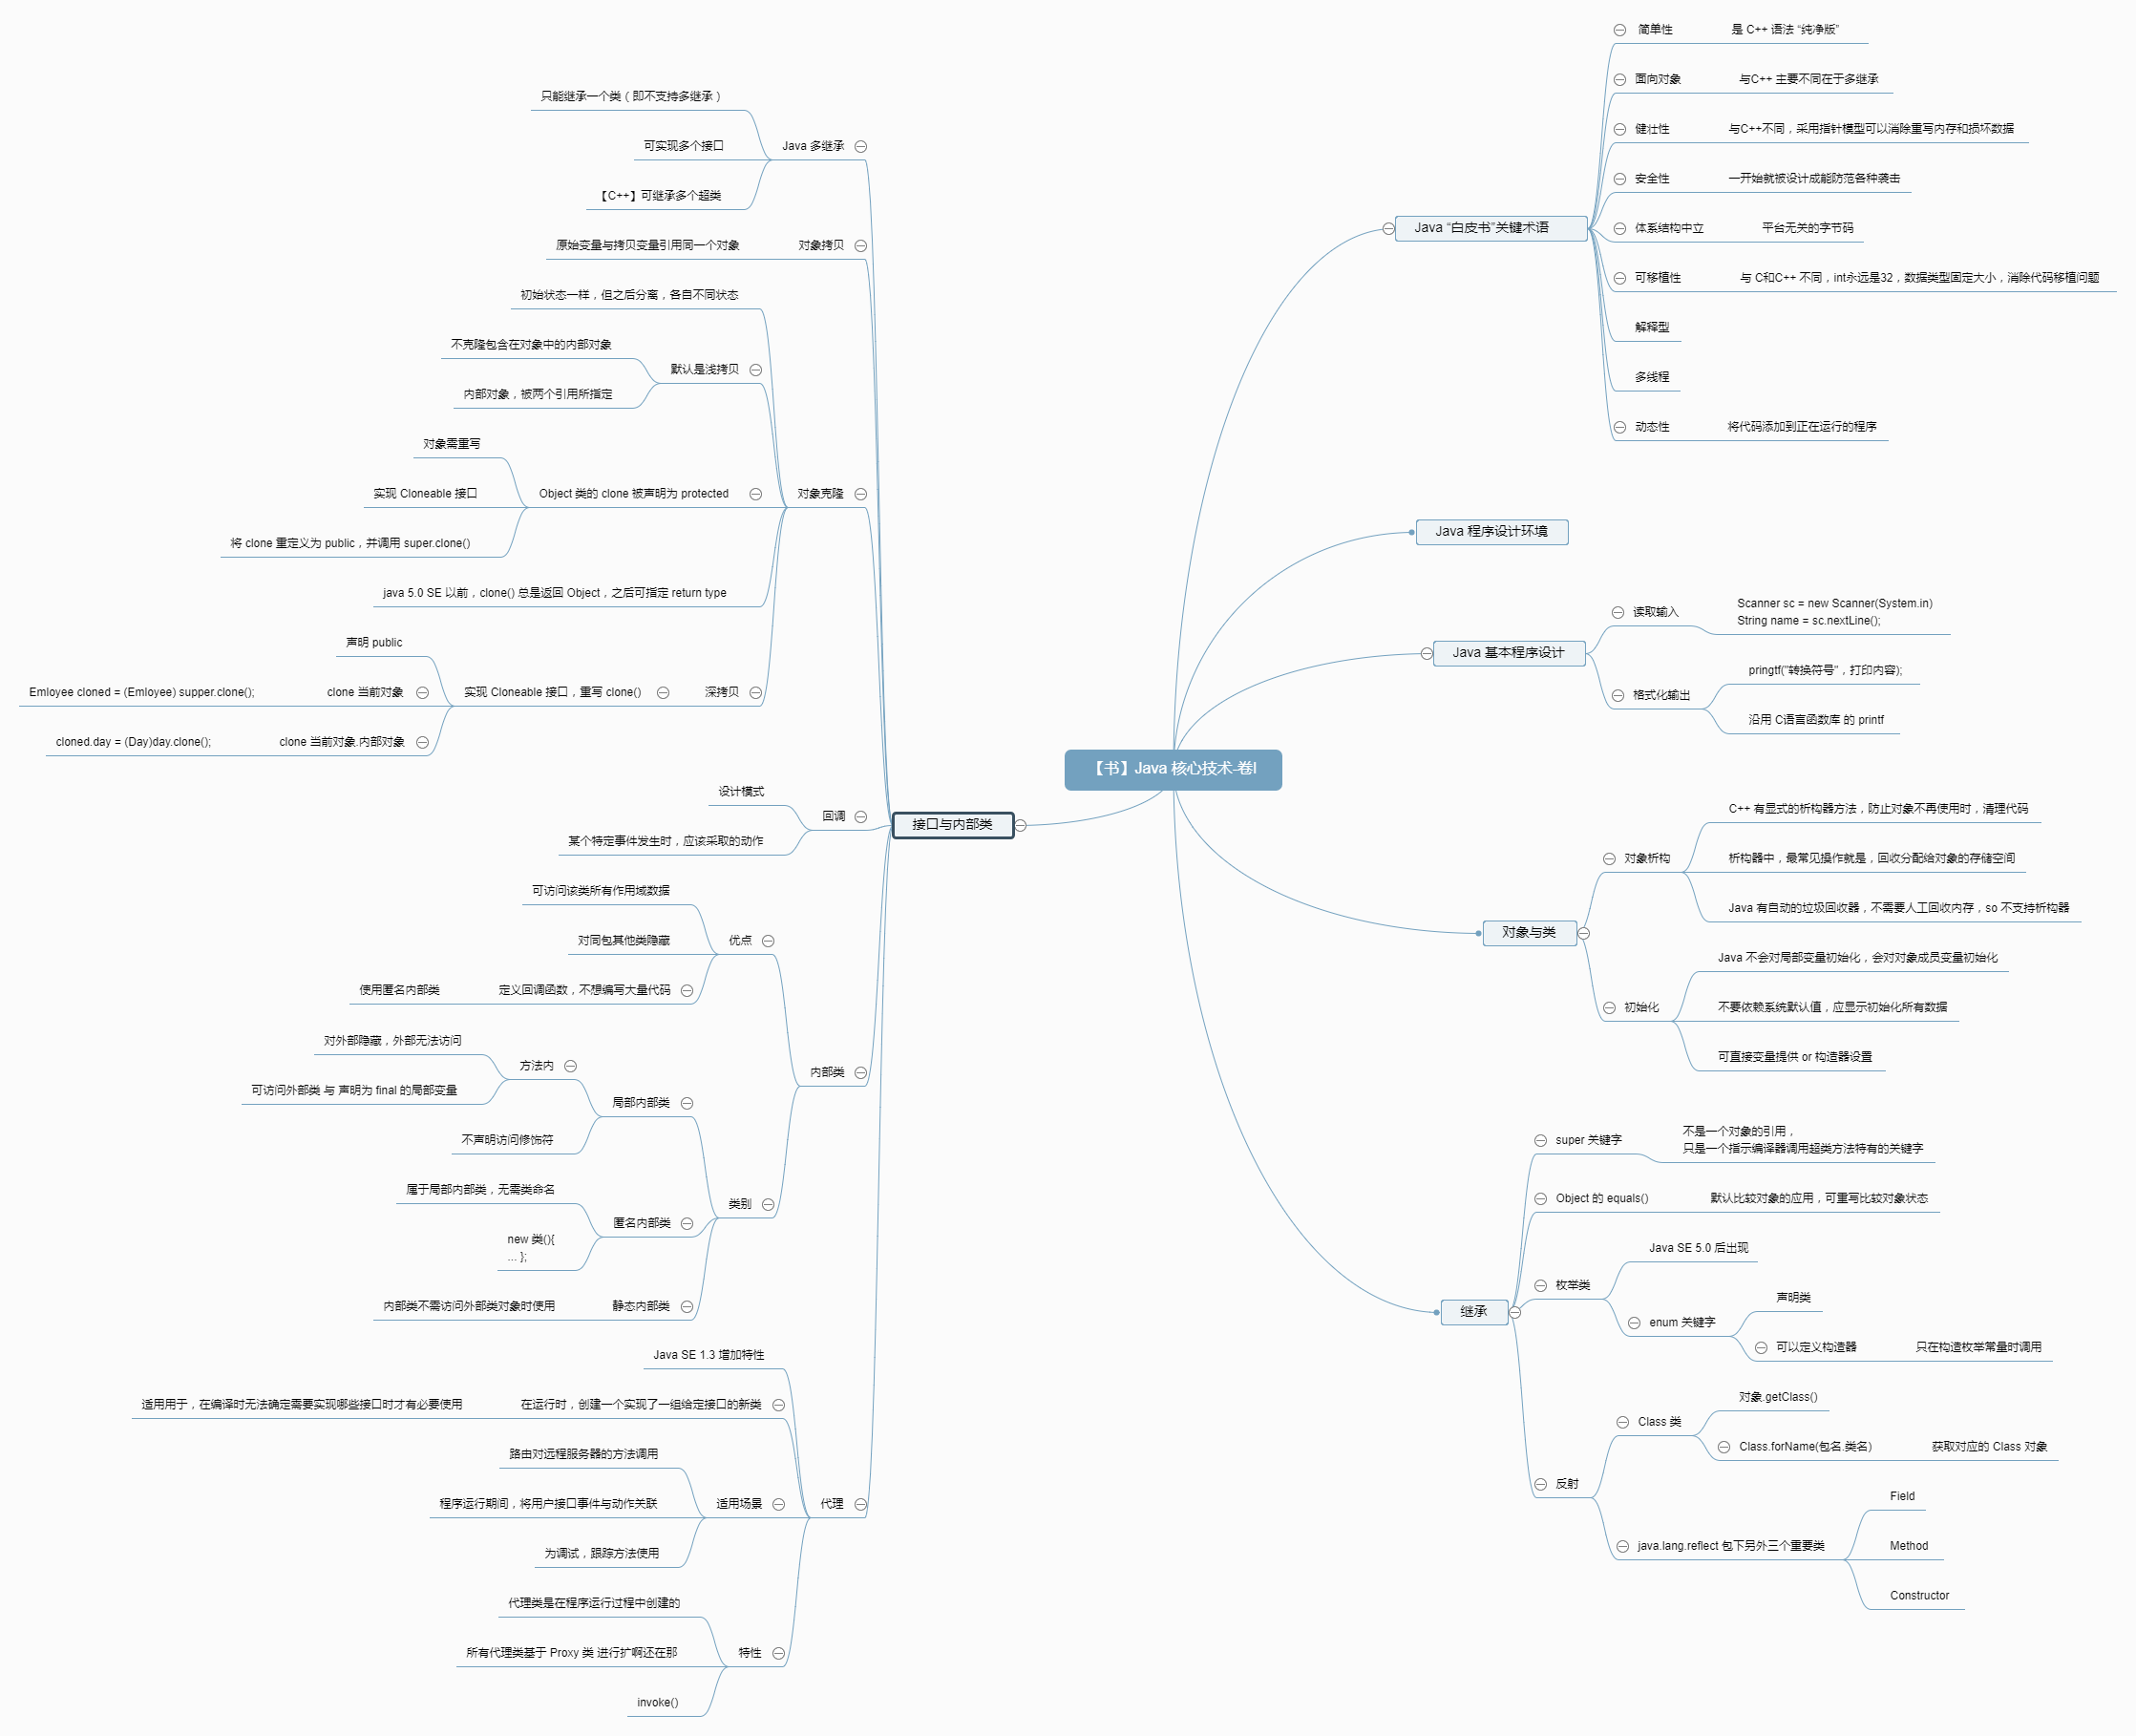 【书】Java 核心技术-卷I
Java “白皮书”关键术语
简单性
是 C++ 语法 “纯净版”
面向对象
与C++ 主要不同在于多继承
健壮性
与C++不同，采用指针模型可以消除重写内存和损坏数据
安全性
一开始就被设计成能防范各种袭击
体系结构中立
平台无关的字节码
可移植性
与 C和C++ 不同，int永远是32，数据类型固定大小，消除代码移植问题
解释型
多线程
动态性
将代码添加到正在运行的程序
Java 程序设计环境
Java 基本程序设计
读取输入
Scanner sc = new Scanner(System.in)
String name = sc.nextLine();
格式化输出
pringtf("转换符号"，打印内容);
沿用 C语言函数库 的 printf
对象与类
对象析构
C++ 有显式的析构器方法，防止对象不再使用时，清理代码
析构器中，最常见操作就是，回收分配给对象的存储空间
Java 有自动的垃圾回收器，不需要人工回收内存，so 不支持析构器
初始化
Java 不会对局部变量初始化，会对对象成员变量初始化
不要依赖系统默认值，应显示初始化所有数据
可直接变量提供 or 构造器设置
继承
super 关键字
不是一个对象的引用，
只是一个指示编译器调用超类方法特有的关键字
Object 的 equals()
默认比较对象的应用，可重写比较对象状态
枚举类
Java SE 5.0 后出现
enum 关键字
声明类
可以定义构造器
只在构造枚举常量时调用
反射
Class 类
对象.getClass()
Class.forName(包名.类名)
获取对应的 Class 对象
java.lang.reflect 包下另外三个重要类
Field
Method
Constructor
接口与内部类
Java 多继承
只能继承一个类（即不支持多继承）
可实现多个接口
【C++】可继承多个超类
对象拷贝
原始变量与拷贝变量引用同一个对象
对象克隆
初始状态一样，但之后分离，各自不同状态
默认是浅拷贝
不克隆包含在对象中的内部对象
内部对象，被两个引用所指定
Object 类的 clone 被声明为 protected
对象需重写
实现 Cloneable 接口
将 clone 重定义为 public，并调用 super.clone()
java 5.0 SE 以前，clone() 总是返回 Object，之后可指定 return type
深拷贝
实现 Cloneable 接口，重写 clone()
声明 public
clone 当前对象
Emloyee cloned = (Emloyee) supper.clone();
clone 当前对象.内部对象
cloned.day = (Day)day.clone();
回调
设计模式
某个特定事件发生时，应该采取的动作
内部类
优点
可访问该类所有作用域数据
对同包其他类隐藏
定义回调函数，不想编写大量代码
使用匿名内部类
类别
局部内部类
方法内
对外部隐藏，外部无法访问
可访问外部类 与 声明为 final 的局部变量
不声明访问修饰符
匿名内部类
属于局部内部类，无需类命名
new 类(){
... };
静态内部类
内部类不需访问外部类对象时使用
代理
Java SE 1.3 增加特性
在运行时，创建一个实现了一组给定接口的新类
适用用于，在编译时无法确定需要实现哪些接口时才有必要使用
适用场景
路由对远程服务器的方法调用
程序运行期间，将用户接口事件与动作关联
为调试，跟踪方法使用
特性
代理类是在程序运行过程中创建的
所有代理类基于 Proxy 类 进行扩啊还在那
invoke()